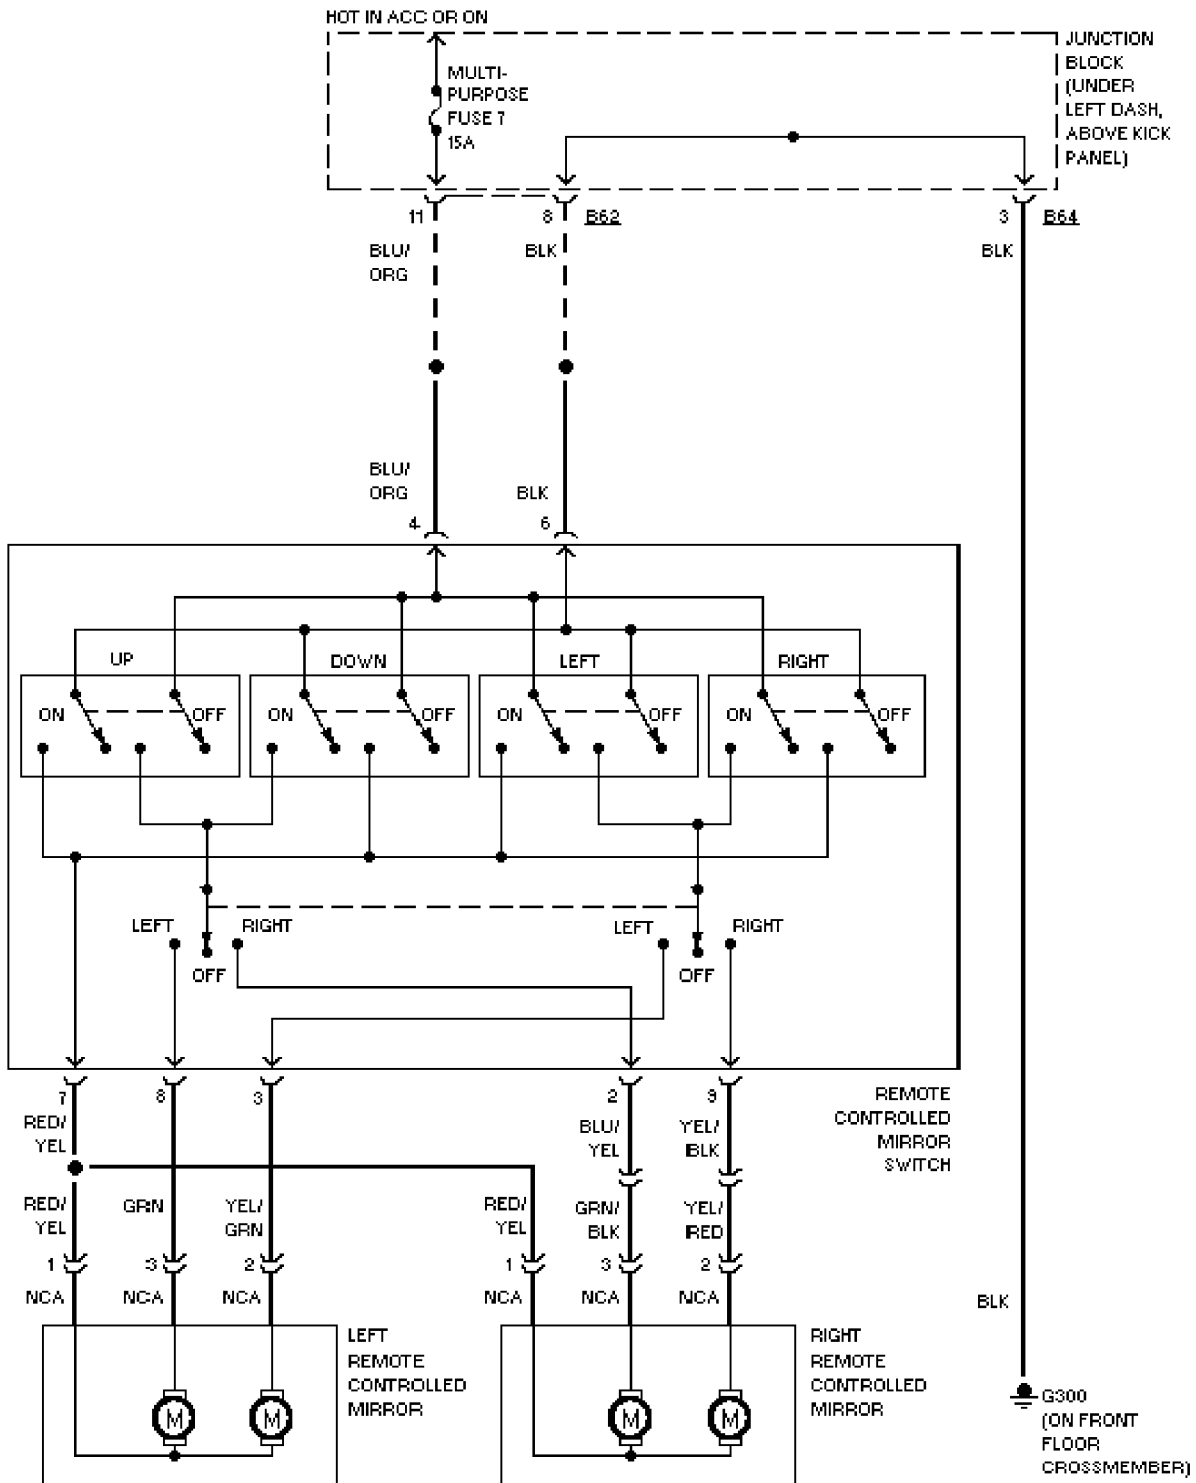 HOT IN ACC OR ON
JUNCTION
BLOCK
(UNDER
LEFT DASH,
ABOVE KICK
PANEL)
MULTI-
PURPOSE
FUSE 7
15A
11
8
B62
3
B64
BLU/
ORG
BLK
BLK
BLU/
ORG
BLK
4
6
UP
DOWN
LEFT
RIGHT
ON
OFF
ON
OFF
ON
OFF
ON
OFF
LEFT
RIGHT
OFF
LEFT
RIGHT
OFF
7
8
3
2
9
REMOTE
CONTROLLED
MIRROR
SWITCH
RED/
YEL
BLU/
YEL
YEL/
BLK
RED/
YEL
GRN
YEL/
GRN
RED/
YEL
GRN/
BLK
YEL/
RED
1
3
2
1
3
2
NCA
NCA
NCA
NCA
NCA
NCA
BLK
LEFT
REMOTE
CONTROLLED
MIRROR
RIGHT
REMOTE
CONTROLLED
MIRROR
M
M
M
M
G300
(ON FRONT
FLOOR
CROSSMEMBER)